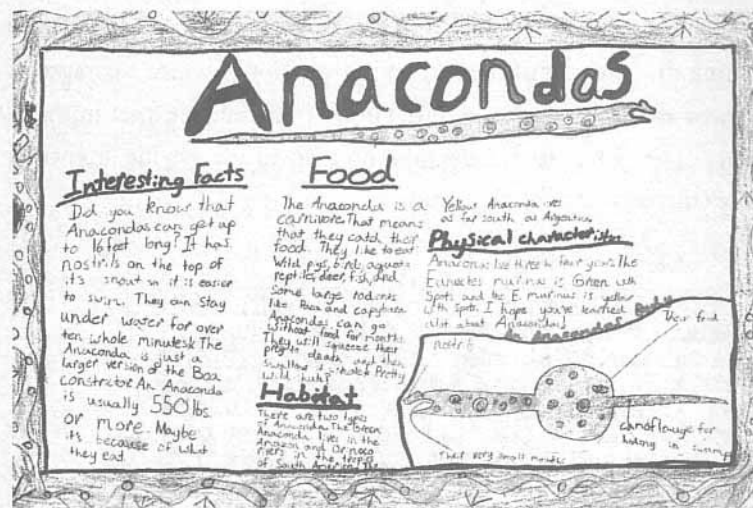 Anacondas
Interesting Facts
Did you know that
Anacondas can get up
to 16 feet long? It has
nostrils on the top of
its snout so it is easier
to swim. They can stay
under water for over
ten whole minutes. The
Anaconda is just a
larger version of the Boa
constrictor. An Anaconda
is usually 550 lbs.
or more. Maybe
its because of what
they eat.
Food
The Anaconda is a
carnivore. That means
that they catch their
food. They like to eat
Wild pigs, birds, aquatic
reptiles, deer, fish, and
some large rodents
like Paca and capybara.
Anacondas can go
without food for months.
They will squeeze their
prey to death and then
swallow it whole. Pretty
wild huh?
Habitat
There are two types
of Anaconda. The Green
Anaconda lives in the
Amazon and Orinoco
rivers in the tropics
of South America. The
Yellow Anaconda lives
as far south as Argentina.
Physical characteristics
Anacondas live three to four years. The
Eunectes murinus is Green with
spots and the E. murinus is yellow
with spots. I hope you've learned
alot about Anacondas!
Anacondas Body
nostril
Their food
camoflauge for
hiding in swamp
Their very small mouths